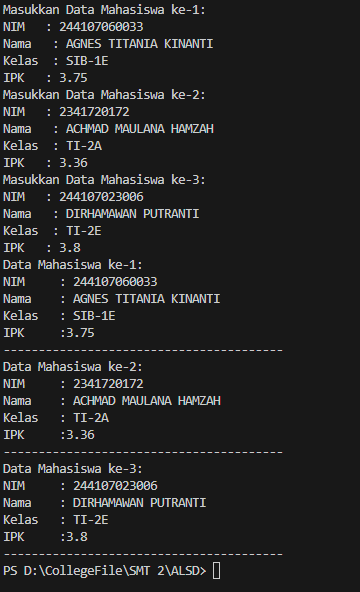 Masukkan Data Mahasiswa ke-1:
NIM   : 244107060033
Nama   : AGNES TITANIA KINANTI
Kelas  : SIB-1E
IPK   : 3.75
Masukkan Data Mahasiswa ke-2:
NIM   : 2341720172
Nama   : ACHMAD MAULANA HAMZAH
Kelas  : TI-2A
IPK   : 3.36
Masukkan Data Mahasiswa ke-3:
NIM   : 244107023006
Nama   : DIRHAMAWAN PUTRANTI
Kelas  : TI-2E
IPK   : 3.8
Data Mahasiswa ke-1:
NIM     : 244107060033
Nama    : AGNES TITANIA KINANTI
Kelas   : SIB-1E
IPK     :3.75
----------------------------------------
Data Mahasiswa ke-2:
NIM     : 2341720172
Nama    : ACHMAD MAULANA HAMZAH
Kelas   : TI-2A
IPK     :3.36
----------------------------------------
Data Mahasiswa ke-3:
NIM     : 244107023006
Nama    : DIRHAMAWAN PUTRANTI
Kelas   : TI-2E
IPK     :3.8
----------------------------------------
PS D:\CollegeFile\SMT 2\ALSD>